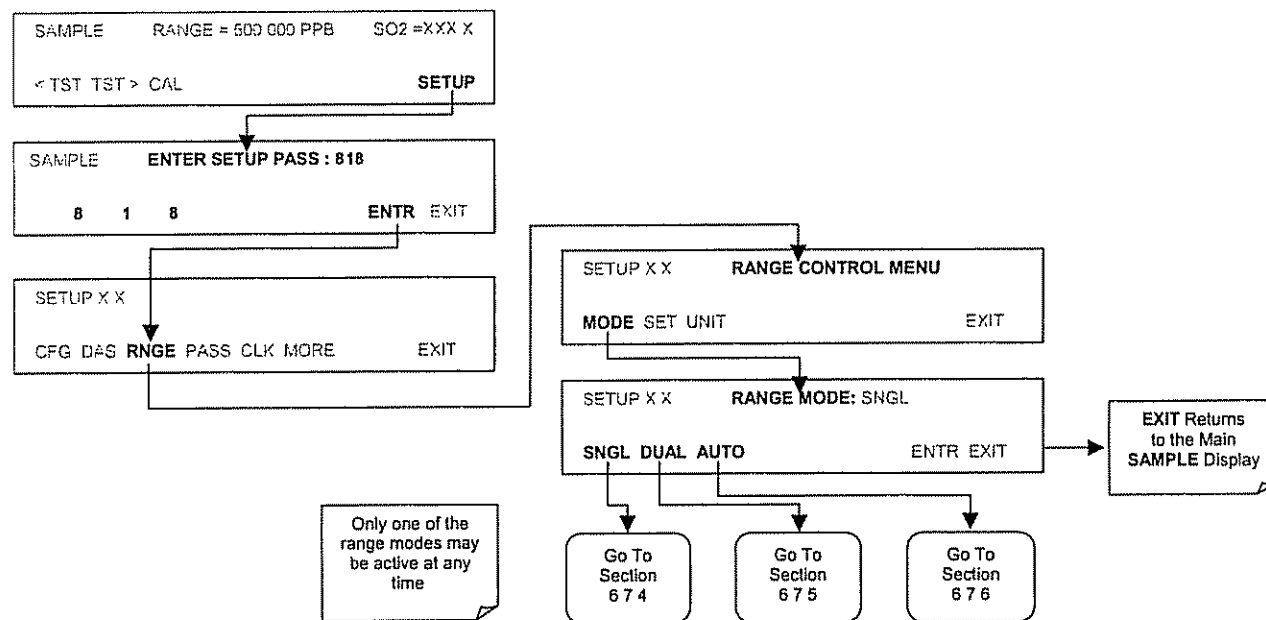 SAMPLE RANGE = 500 000 PPB SO2 =XXX X
< TST TST > CAL SETUP
SAMPLE ENTER SETUP PASS : 818
8 1 8 ENTR EXIT
SETUP X X
CFG DAS RNGE PASS CLK MORE EXIT
SETUP X X RANGE CONTROL MENU
MODE SET UNIT EXIT
SETUP X X RANGE MODE: SNGL
SNGL DUAL AUTO ENTR EXIT
EXIT Returns
to the Main
SAMPLE Display
Only one of the
range modes may
be active at any
time
Go To
Section
6 7 4
Go To
Section
6 7 5
Go To
Section
6 7 6